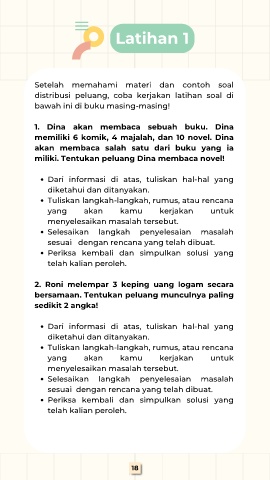 Latihan 1
Setelah memahami materi dan contoh soal
distribusi peluang, coba kerjakan latihan soal di
bawah ini di buku masing-masing!
1. Dina akan membaca sebuah buku. Dina
memiliki 6 komik, 4 majalah, dan 10 novel. Dina
akan membaca salah satu dari buku yang ia
miliki. Tentukan peluang Dina membaca novel!
• Dari informasi di atas, tuliskan hal-hal yang
diketahui dan ditanyakan.
• Tuliskan langkah-langkah, rumus, atau rencana
yang akan kamu kerjakan untuk
menyelesaikan masalah tersebut.
• Selesaikan langkah penyelesaian masalah
sesuai dengan rencana yang telah dibuat.
• Periksa kembali dan simpulkan solusi yang
telah kalian peroleh.
2. Roni melempar 3 keping uang logam secara
bersamaan. Tentukan peluang munculnya paling
sedikit 2 angka!
• Dari informasi di atas, tuliskan hal-hal yang
diketahui dan ditanyakan.
• Tuliskan langkah-langkah, rumus, atau rencana
yang akan kamu kerjakan untuk
menyelesaikan masalah tersebut.
• Selesaikan langkah penyelesaian masalah
sesuai dengan rencana yang telah dibuat.
• Periksa kembali dan simpulkan solusi yang
telah kalian peroleh.
18